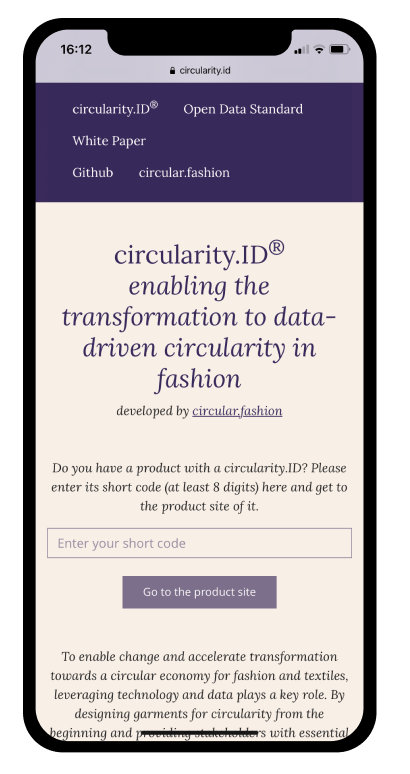 16:12
circularity.id
circularity.ID® Open Data Standard
White Paper
Github circular.fashion
circularity.ID®
enabling the
transformation to data-
driven circularity in
fashion
developed by circular.fashion
Do you have a product with a circularity.ID? Please
enter its short code (at least 8 digits) here and get to
the product site of it.
Enter your short code
Go to the product site
To enable change and accelerate transformation
towards a circular economy for fashion and textiles,
leveraging technology and data plays a key role. By
designing garments for circularity from the
beginning and providing stakeholders with essential